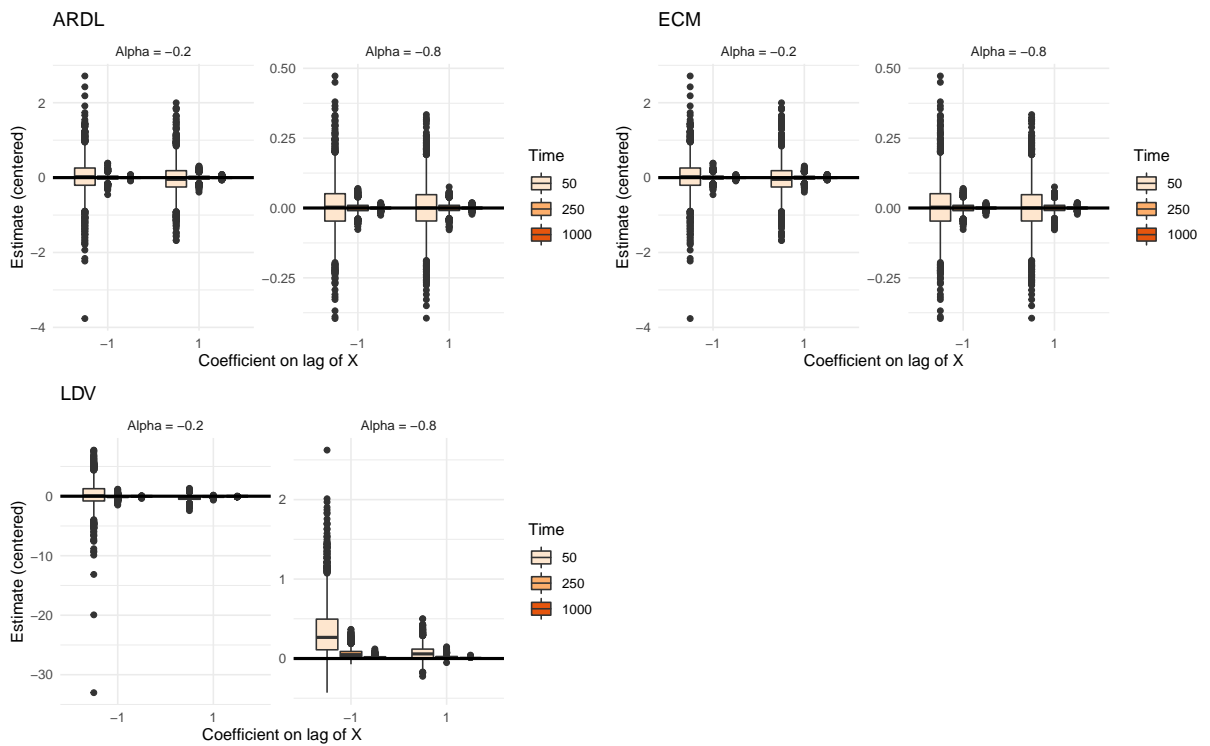 ARDL
Alpha = −0.2
Alpha = −0.8
Estimate (centered)
2
0
−2
−4
0.50
0.25
0.00
−0.25
−1
1
−1
1
Coefficient on lag of X
Time
50
250
1000
ECM
Alpha = −0.2
Alpha = −0.8
Estimate (centered)
2
0
−2
−4
0.50
0.25
0.00
−0.25
−1
1
−1
1
Coefficient on lag of X
Time
50
250
1000
LDV
Alpha = −0.2
Alpha = −0.8
Estimate (centered)
0
−10
−20
−30
2
1
0
−1
1
−1
1
Coefficient on lag of X
Time
50
250
1000